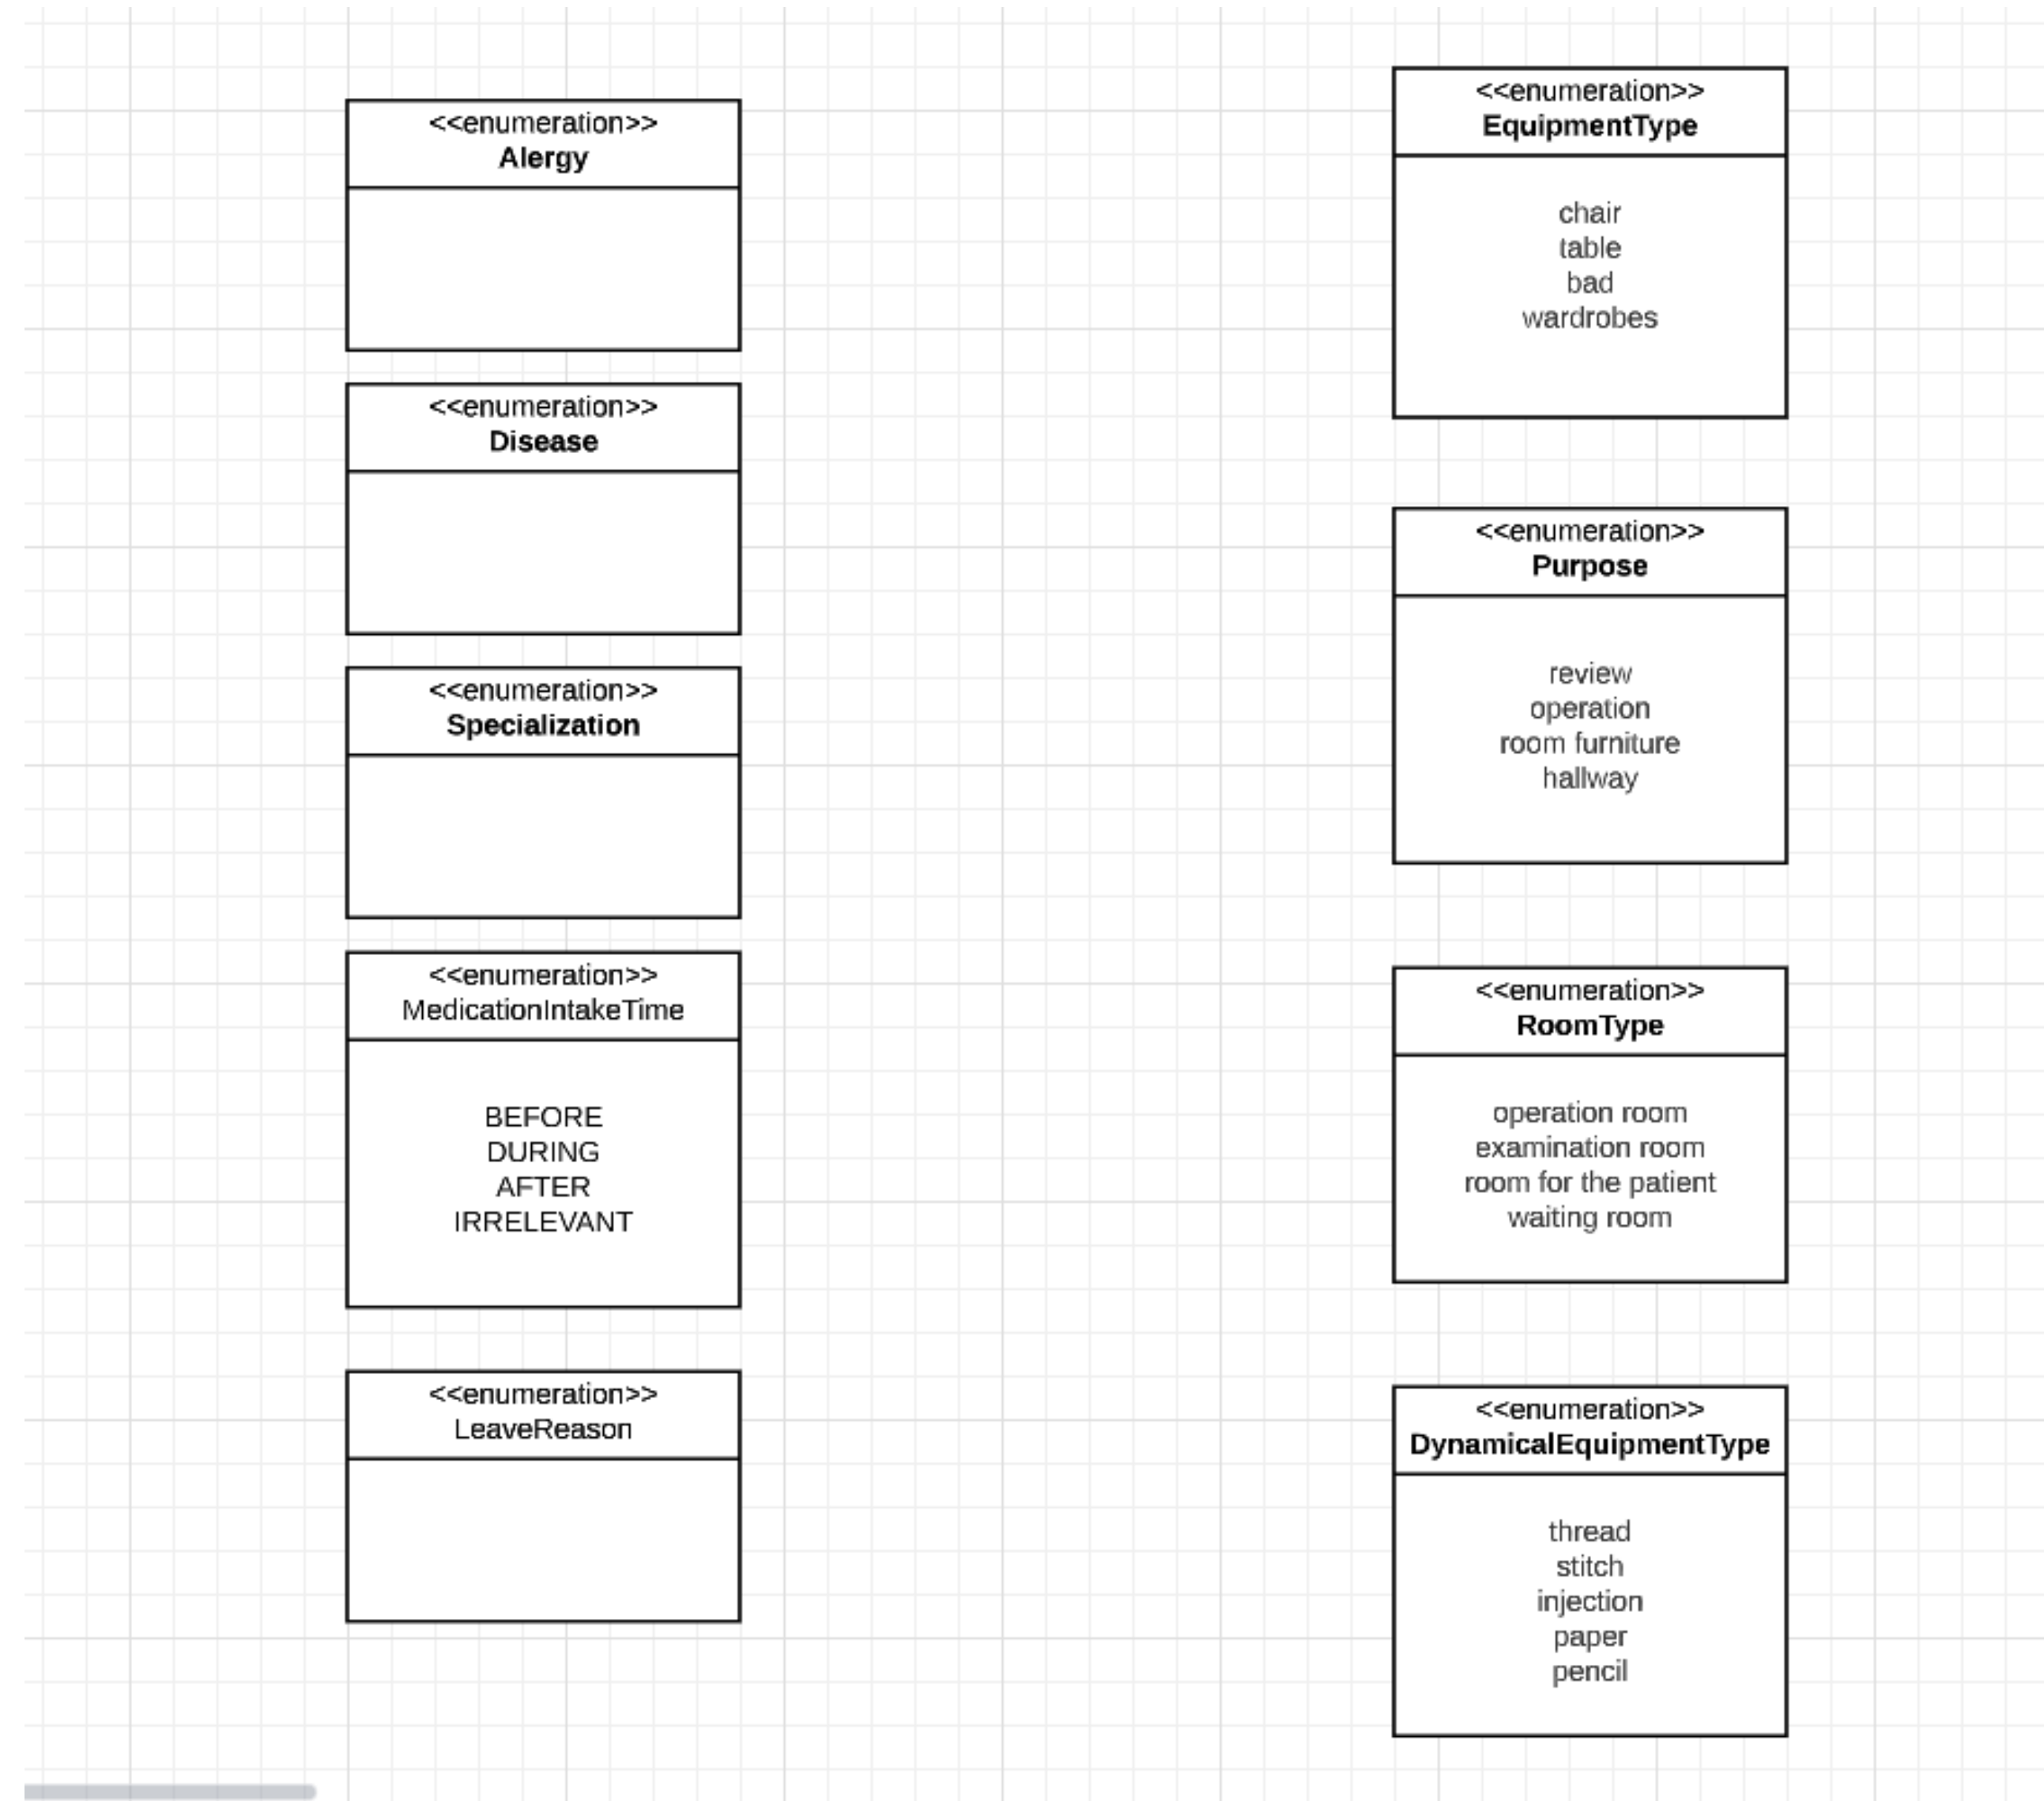 <<enumeration>>
Alergy
<<enumeration>>
Disease
<<enumeration>>
Specialization
<<enumeration>>
MedicationIntakeTime
BEFORE
DURING
AFTER
IRRELEVANT
<<enumeration>>
LeaveReason
<<enumeration>>
EquipmentType
chair
table
bad
wardrobes
<<enumeration>>
Purpose
review
operation
room furniture
hallway
<<enumeration>>
RoomType
operation room
examination room
room for the patient
waiting room
<<enumeration>>
DynamicalEquipmentType
thread
stitch
injection
paper
pencil